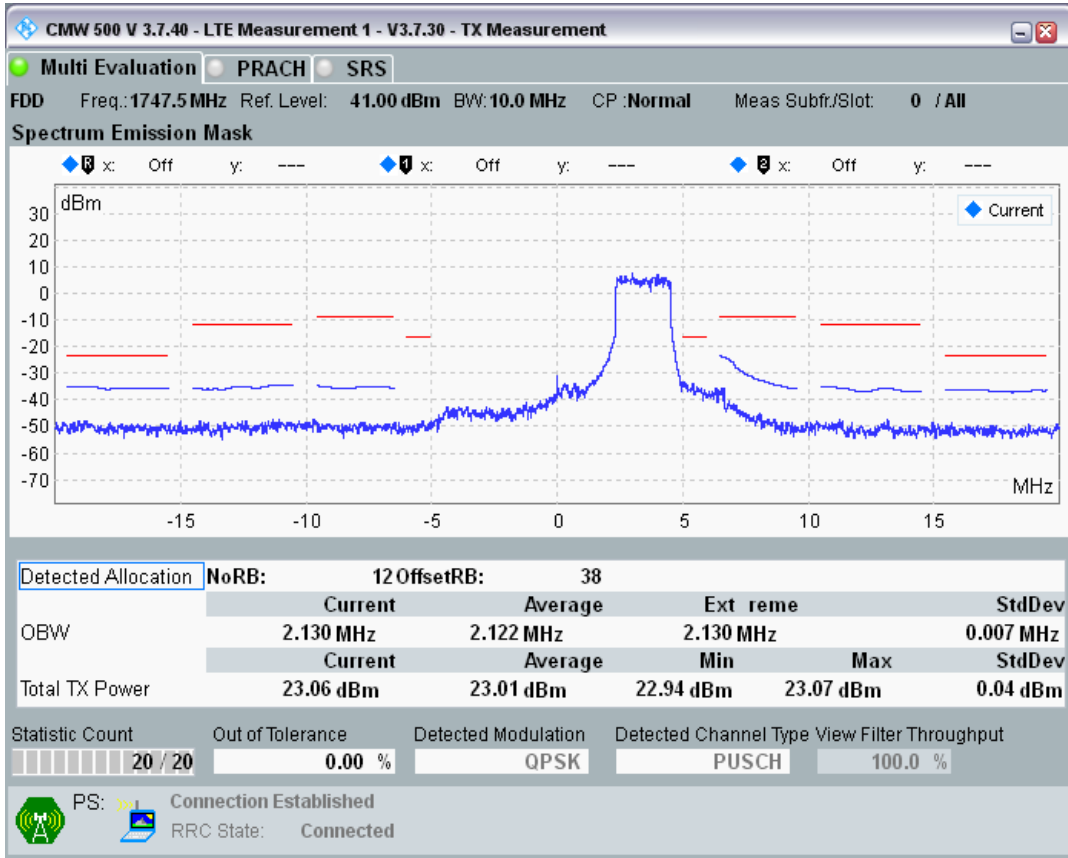 CMW 500 V 3.7.40 - LTE Measurement 1 - V3.7.30 - TX Measurement
Multi Evaluation PRACH SRS
FDD Freq.: 1747.5 MHz Ref. Level: 41.00 dBm BW: 10.0 MHz CP : Normal Meas Subfr./Slot: 0 / All
Spectrum Emission Mask
R x: Off y: --- 1 x: Off y: --- 2 x: Off y: ---
dBm
Current
30
20
10
0
-10
-20
-30
-40
-50
-60
-70
MHz
-15 -10 -5 0 5 10 15
Detected Allocation NoRB: 12 OffsetRB: 38
Current Average Ext reme StdDev
OBW 2.130 MHz 2.122 MHz 2.130 MHz 0.007 MHz
Current Average Min Max StdDev
Total TX Power 23.06 dBm 23.01 dBm 22.94 dBm 23.07 dBm 0.04 dBm
Statistic Count Out of Tolerance Detected Modulation Detected Channel Type View Filter Throughput
20 / 20 0.00 % QPSK PUSCH 100.0 %
PS: Connection Established
RRC State: Connected